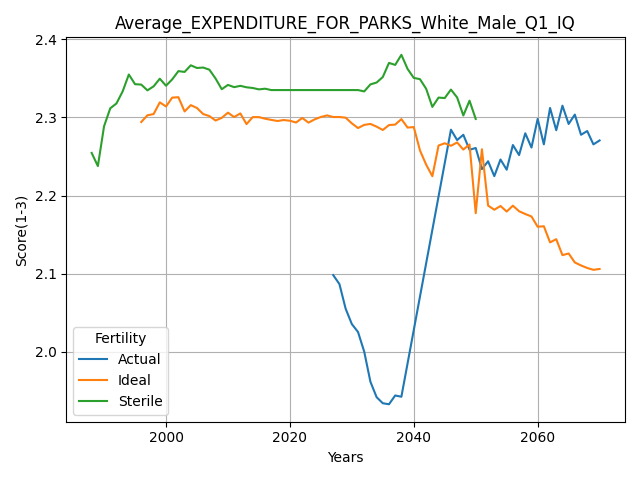 Average_EXPENDITURE_FOR_PARKS_White_Male_Q1_IQ
2.4
2.3
2.2
2.1
2.0
Score(1-3)
Fertility
Actual
Ideal
Sterile
2000
2020
2040
2060
Years